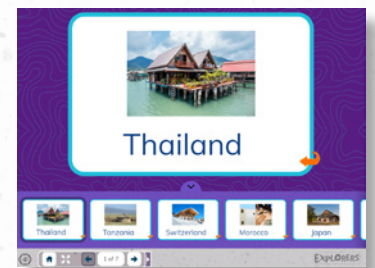 Thailand
Thailand
Tanzania
Switzerland
Morocco
Japan
1 of 7
EXPLORERS